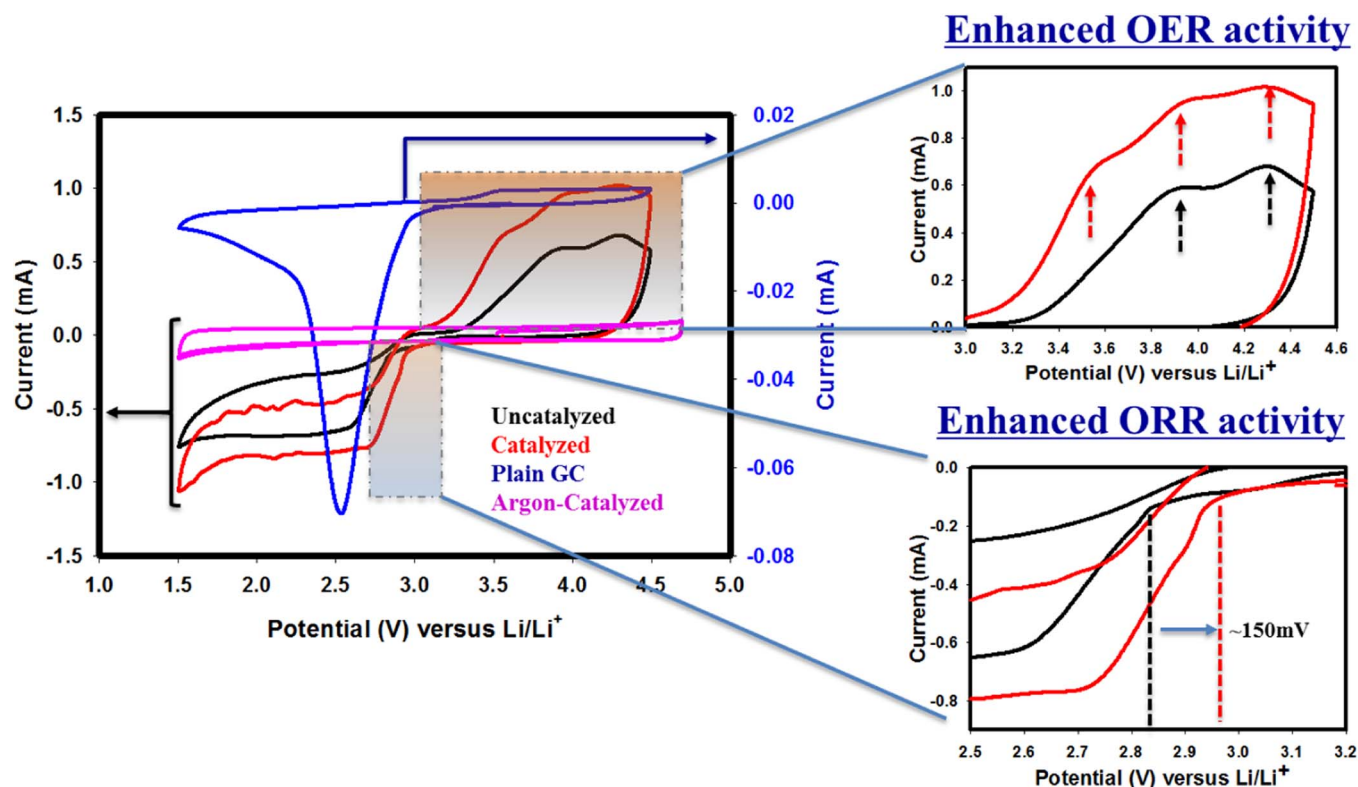 Enhanced OER activity
1.5
1.0
0.5
0.0
-0.5
-1.0
-1.5
Current (mA)
0.02
0.00
-0.02
-0.04
-0.06
-0.08
Current (mA)
Uncatalyzed
Catalyzed
Plain GC
Argon-Catalyzed
1.0 1.5 2.0 2.5 3.0 3.5 4.0 4.5 5.0
Potential (V) versus Li/Li+
1.0
0.8
0.6
0.4
0.2
0.0
Current (mA)
3.0 3.2 3.4 3.6 3.8 4.0 4.2 4.4 4.6
Potential (V) versus Li/Li+
Enhanced ORR activity
0.0
-0.2
-0.4
-0.6
-0.8
Current (mA)
~150mV
2.5 2.6 2.7 2.8 2.9 3.0 3.1 3.2
Potential (V) versus Li/Li+